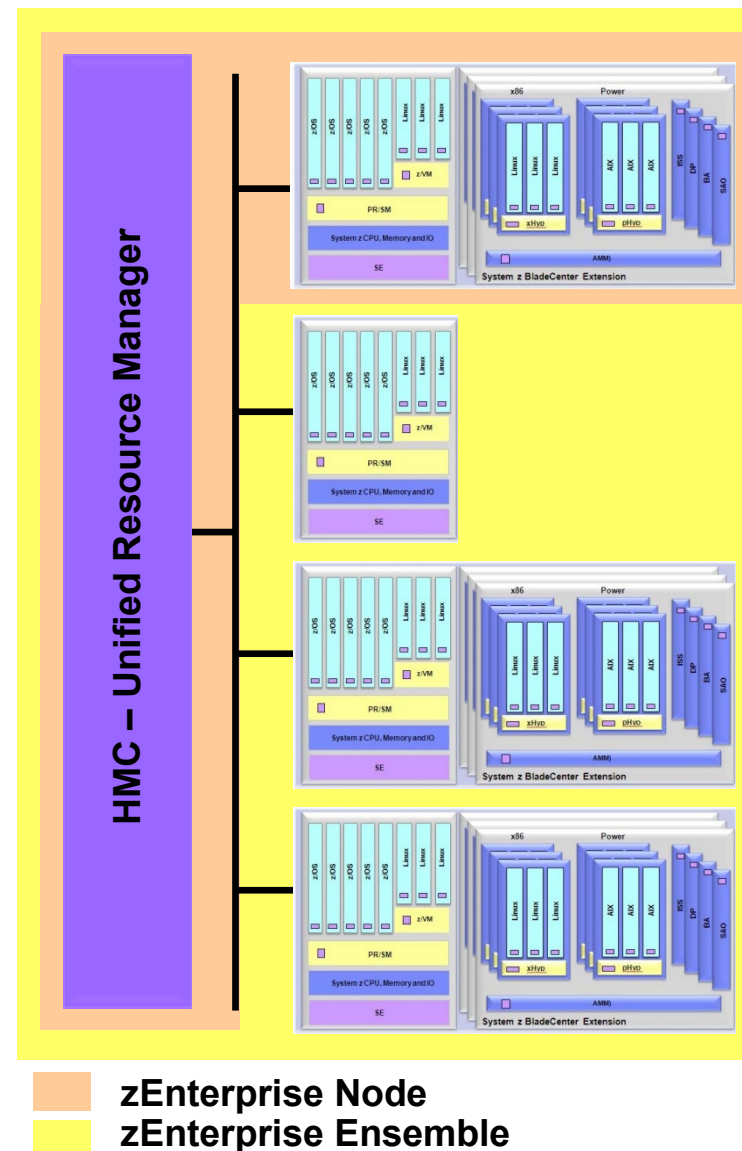 HMC – Unified Resource Manager
z/OS
z/OS
z/OS
z/OS
z/OS
Linux
Linux
Linux
z/VM
PR/SM
System z CPU, Memory and IO
SE
x86
Power
Linux
Linux
Linux
xHyp
AIX
AIX
AIX
pHyp
ISS
DP
BA
SAO
AMM)
System z BladeCenter Extension
z/OS
z/OS
z/OS
z/OS
z/OS
Linux
Linux
Linux
z/VM
PR/SM
System z CPU, Memory and IO
SE
z/OS
z/OS
z/OS
z/OS
z/OS
Linux
Linux
Linux
z/VM
PR/SM
System z CPU, Memory and IO
SE
x86
Power
Linux
Linux
Linux
xHyp
AIX
AIX
AIX
pHyp
ISS
DP
BA
SAO
AMM)
System z BladeCenter Extension
z/OS
z/OS
z/OS
z/OS
z/OS
Linux
Linux
Linux
z/VM
PR/SM
System z CPU, Memory and IO
SE
x86
Power
Linux
Linux
Linux
xHyp
AIX
AIX
AIX
pHyp
ISS
DP
BA
SAO
AMM)
System z BladeCenter Extension
zEnterprise Node
zEnterprise Ensemble